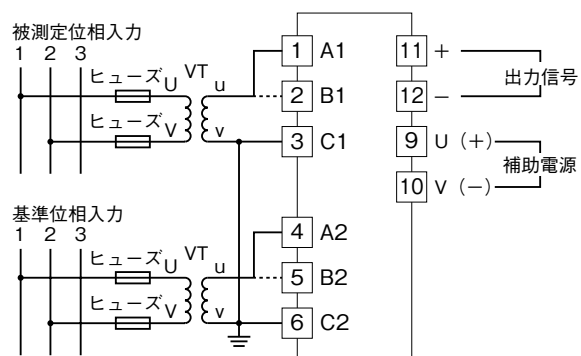 被測定位相入力
1 2 3
ヒューズ U VT u
ヒューズ V v
1 A1
2 B1
3 C1
11 +
12 −
出力信号
9 U (+)
10 V (−)
補助電源
基準位相入力
1 2 3
ヒューズ U VT u
ヒューズ V v
4 A2
5 B2
6 C2